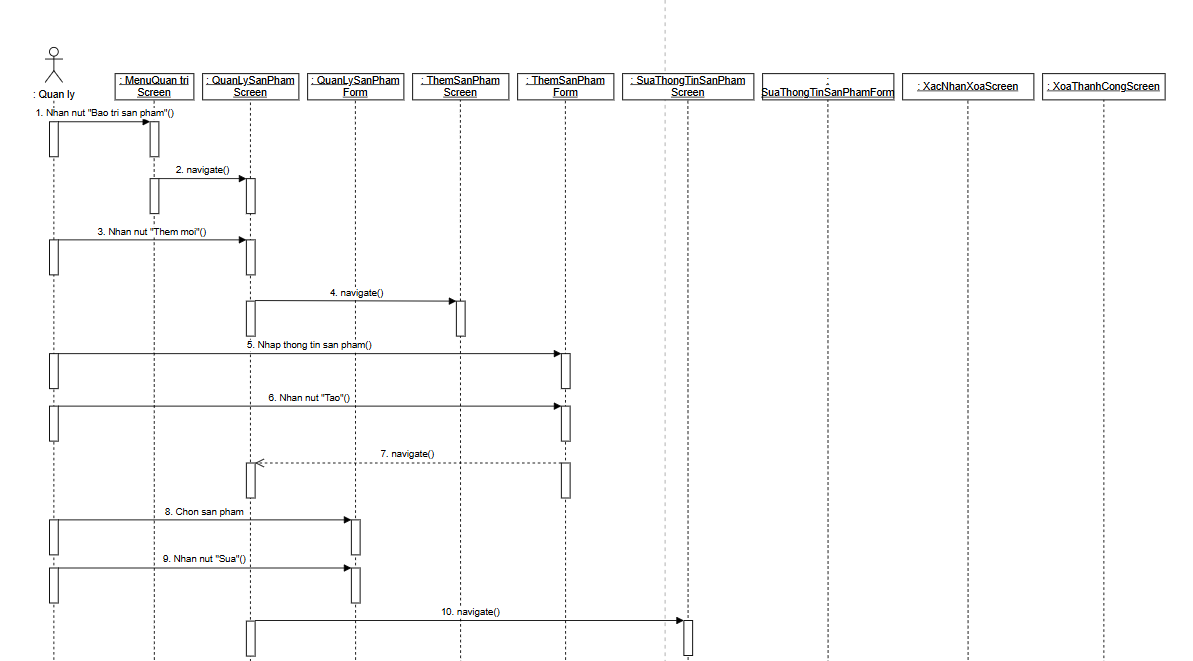 : Quan ly
: MenuQuan tri
Screen
: QuanLySanPham
Screen
: QuanLySanPham
Form
: ThemSanPham
Screen
: ThemSanPham
Form
: SuaThongTinSanPham
Screen
:
SuaThongTinSanPhamForm
: XacNhanXoaScreen
: XoaThanhCongScreen
1. Nhan nut "Bao tri san pham"()
2. navigate()
3. Nhan nut "Them moi"()
4. navigate()
5. Nhap thong tin san pham()
6. Nhan nut "Tao"()
7. navigate()
8. Chon san pham
9. Nhan nut "Sua"()
10. navigate()